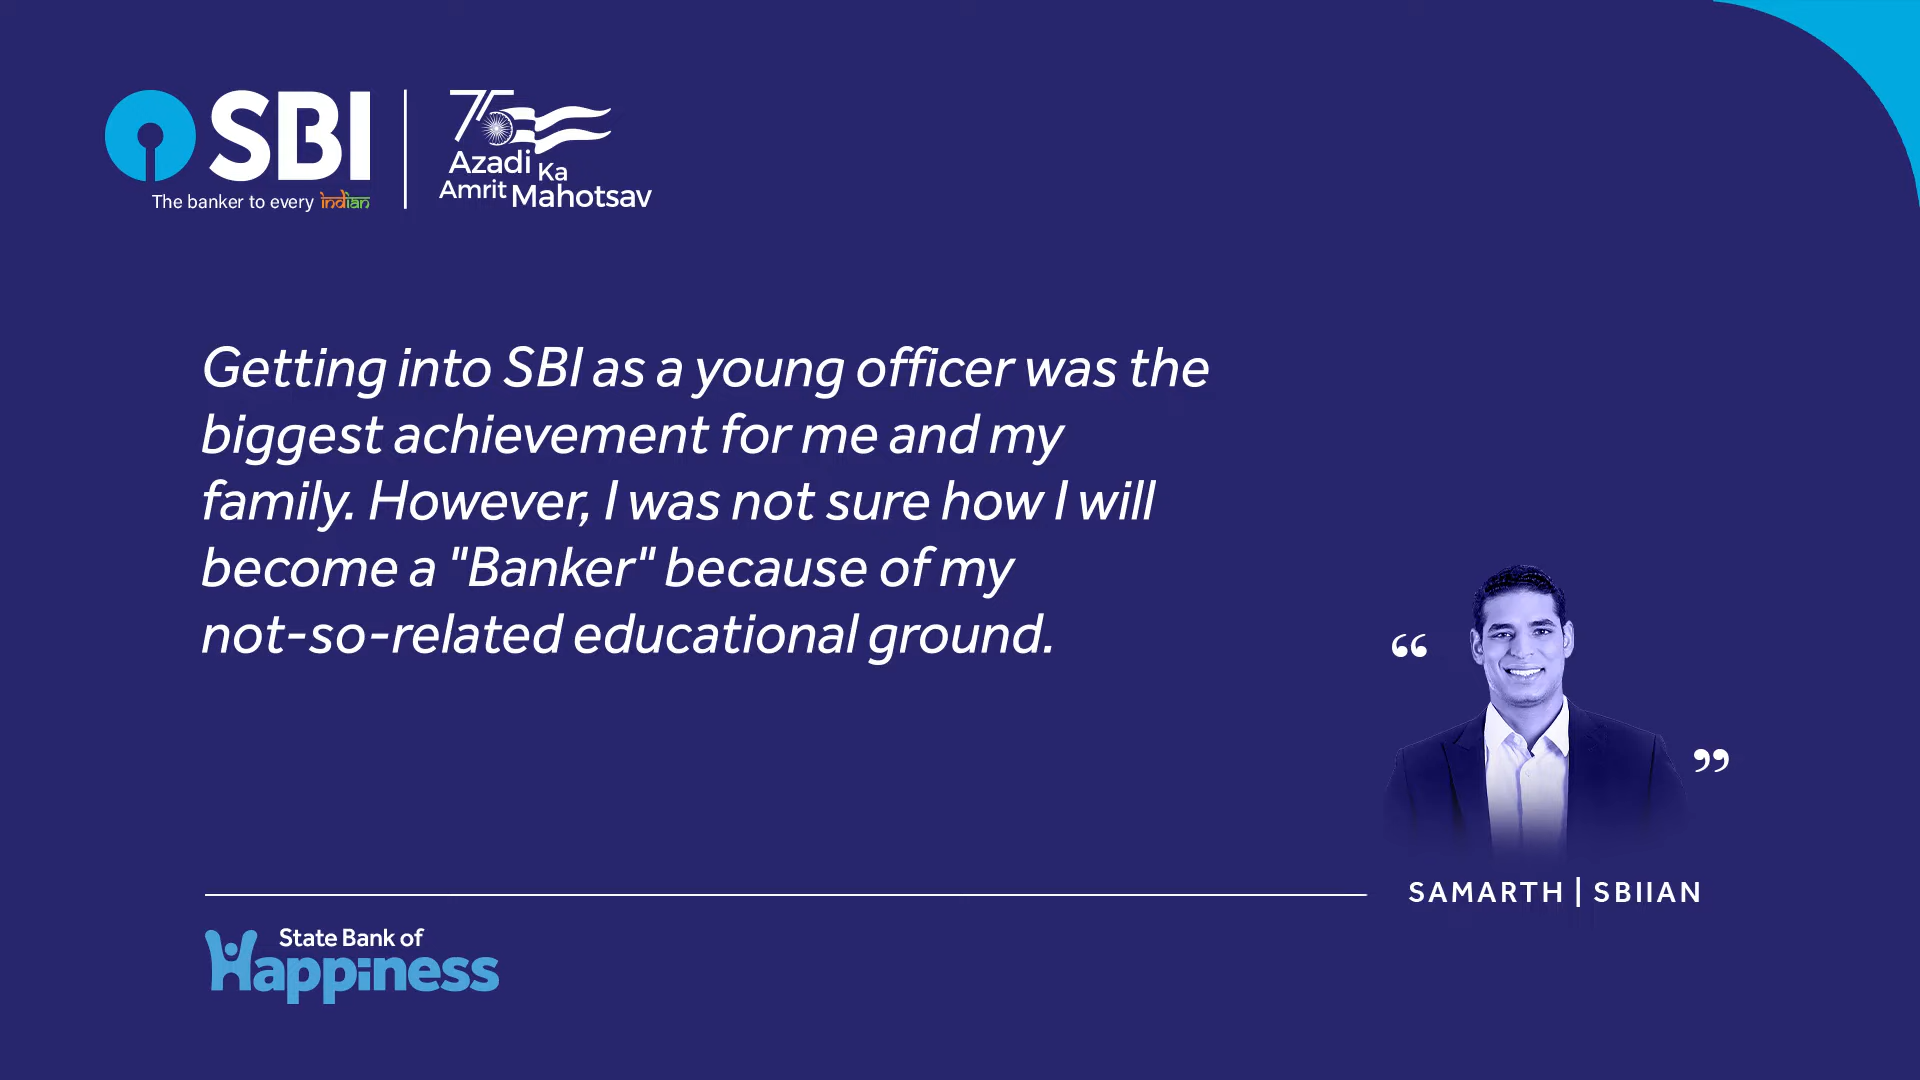 SBI
The banker to every indian
75
Azadi Ka
Amrit Mahotsav
Getting into SBI as a young officer was the
biggest achievement for me and my
family. However, I was not sure how I will
become a "Banker" because of my
not-so-related educational ground.
“
”
SAMARTH | SBIIAN
State Bank of
Happiness